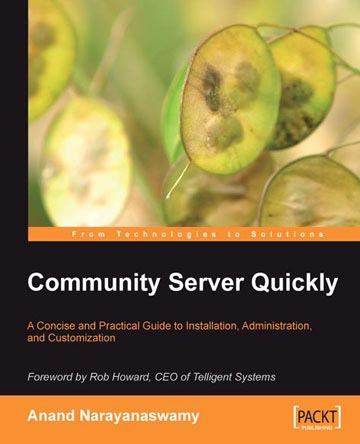 From Technologies to Solutions
Community Server Quickly
A Concise and Practical Guide to Installation, Administration,
and Customization
Foreword by Rob Howard, CEO of Telligent Systems
Anand Narayanaswamy
PACKT
PUBLISHING